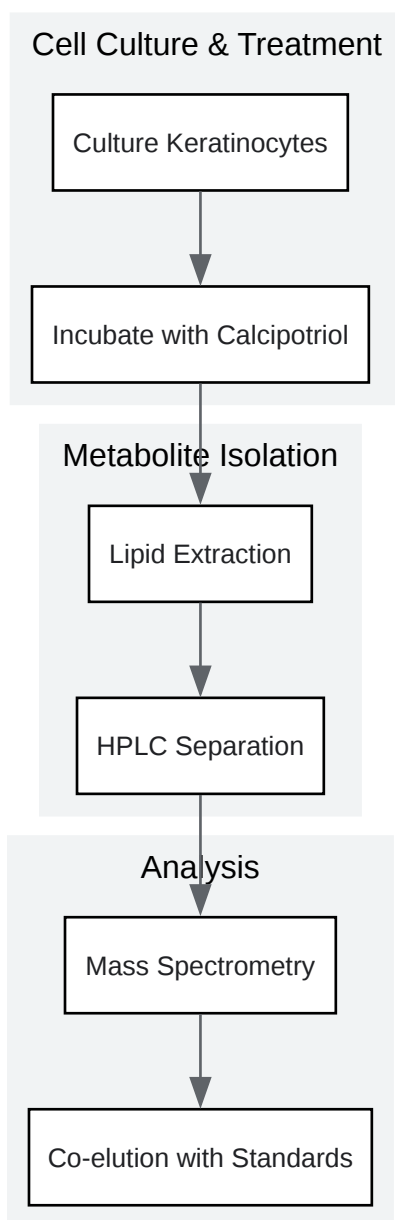 Cell Culture & Treatment
Culture Keratinocytes
Incubate with Calcipotriol
Metabolite Isolation
Lipid Extraction
HPLC Separation
Analysis
Mass Spectrometry
Co-elution with Standards